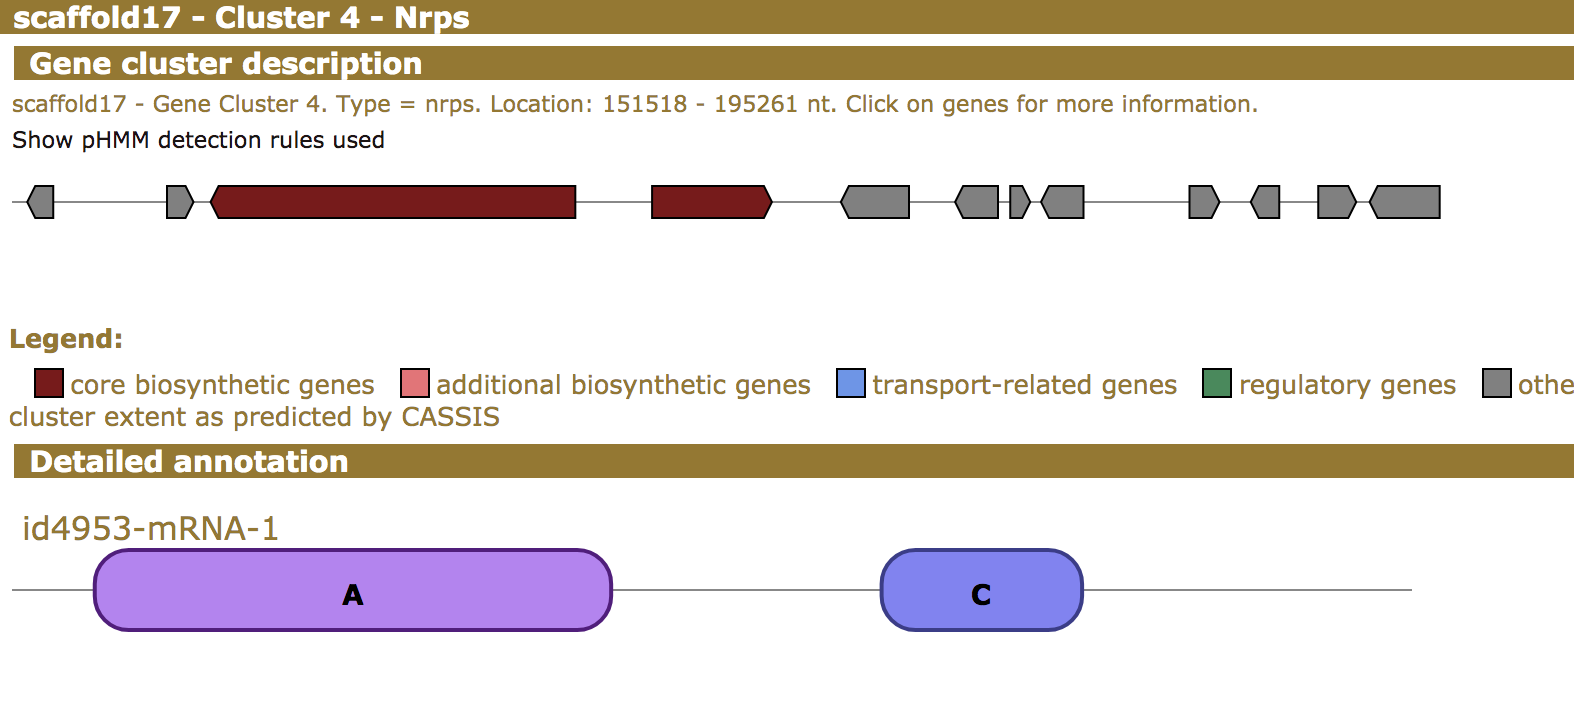 scaffold17 - Cluster 4 - Nrps
Gene cluster description
scaffold17 - Gene Cluster 4. Type = nrps. Location: 151518 - 195261 nt. Click on genes for more information.
Show pHMM detection rules used
Legend:
core biosynthetic genes additional biosynthetic genes transport-related genes regulatory genes othe
cluster extent as predicted by CASSIS
Detailed annotation
id4953-mRNA-1
A C